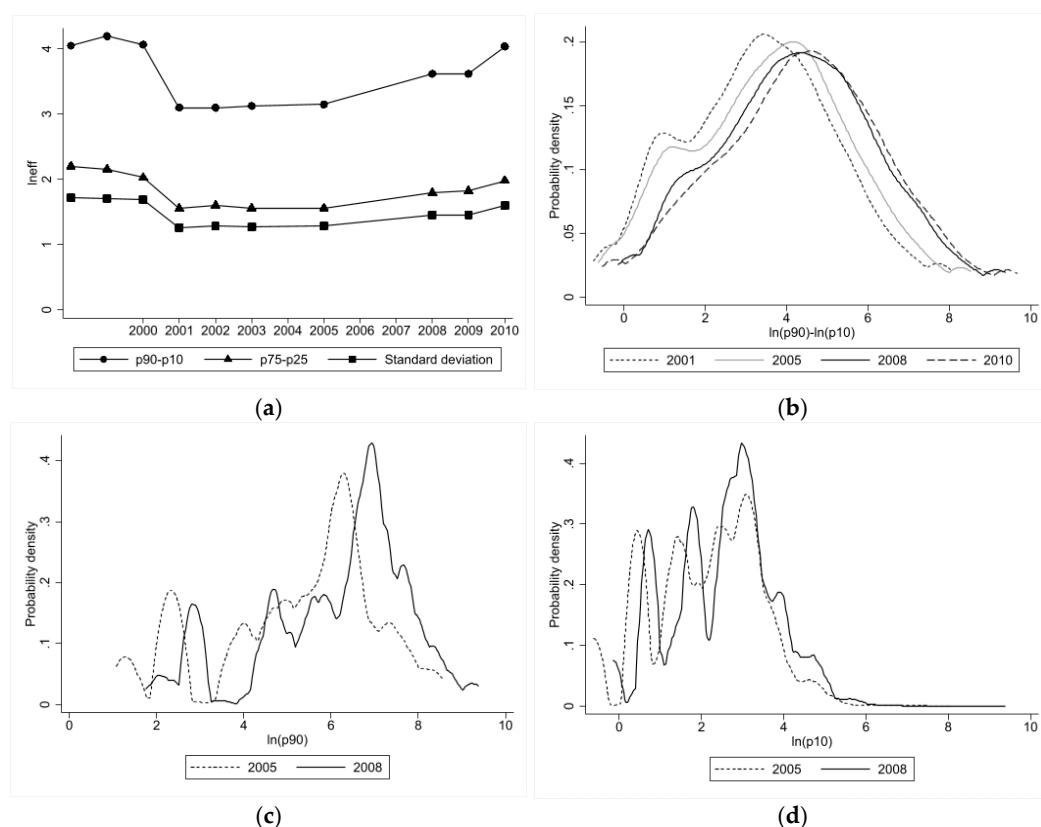 lneff
0 1 2 3 4
2000 2001 2002 2003 2004 2005 2006 2007 2008 2009 2010
p90-p10 p75-p25 Standard deviation
(a)
Probability density
0 .05 .1 .15 .2
0 2 4 6 8 10
ln(p90)-ln(p10)
2001 2005 2008 2010
(b)
Probability density
0 .1 .2 .3 .4
0 2 4 6 8 10
ln(p90)
2005 2008
(c)
Probability density
0 .1 .2 .3 .4
0 2 4 6 8 10
ln(p10)
2005 2008
(d)